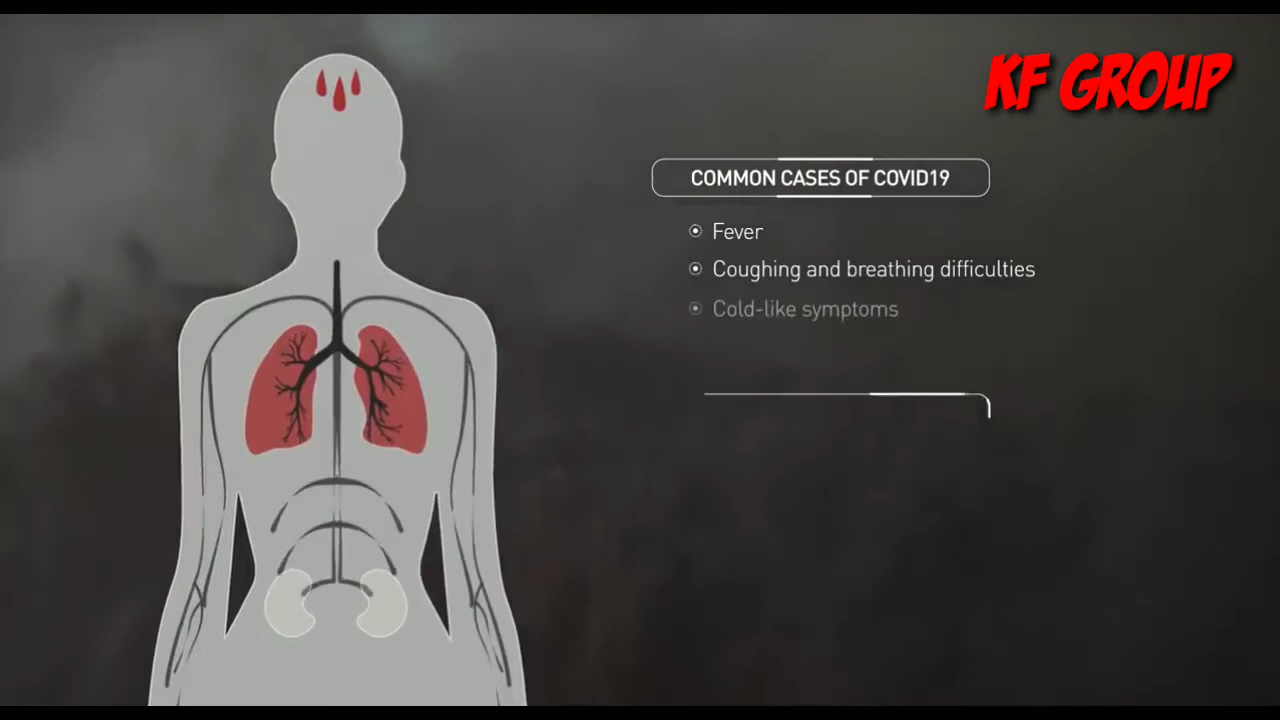 KF GROUP
COMMON CASES OF COVID19
Fever
Coughing and breathing difficulties
Cold-like symptoms